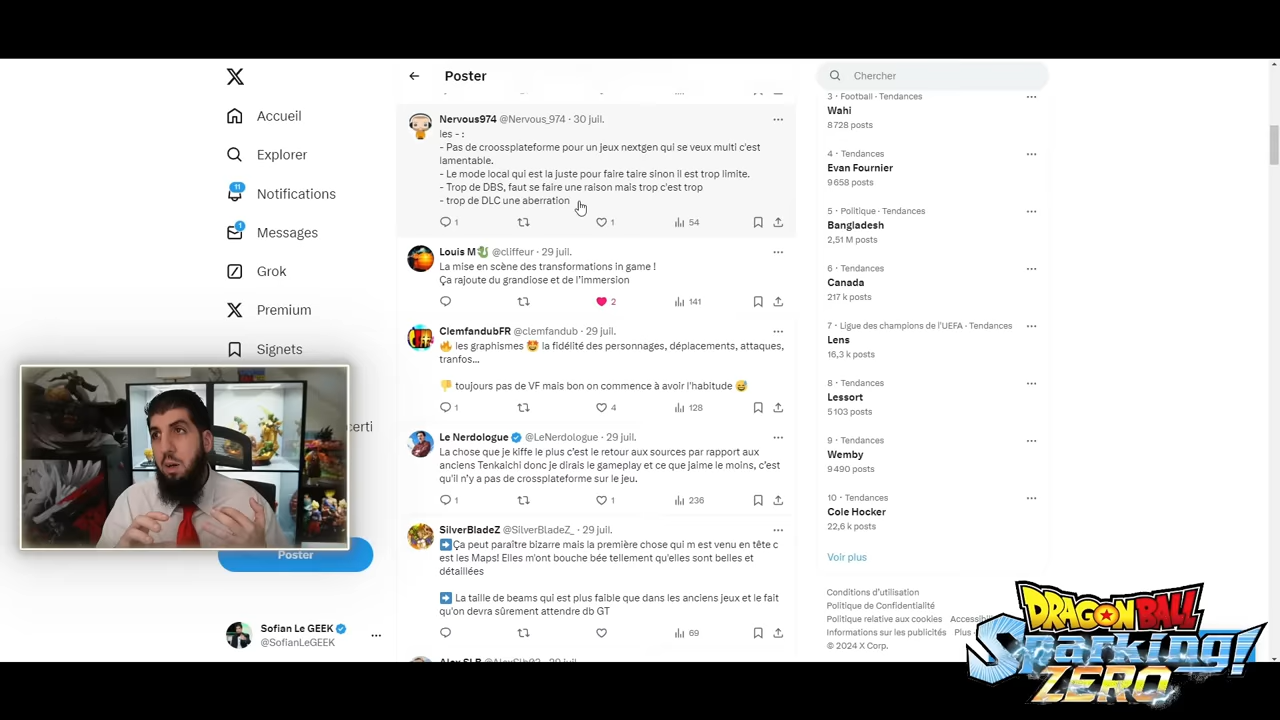 Poster
Chercher
Accueil
Explorer
11
Notifications
1
Messages
Grok
Premium
Signets
certi
Poster
Sofian Le GEEK
@SofianLeGEEK
Nervous974 @Nervous_974 · 30 juil.
les - :
- Pas de croossplateforme pour un jeux nextgen qui se veux multi c'est
lamentable.
- Le mode local qui est la juste pour faire taire sinon il est trop limite.
- Trop de DBS, faut se faire une raison mais trop c'est trop
- trop de DLC une aberration
1 1 54
Louis M @cliffeur · 29 juil.
La mise en scène des transformations in game !
Ça rajoute du grandiose et de l'immersion
2 141
ClemfandubFR @clemfandub · 29 juil.
🔥 les graphismes 🤩 la fidélité des personnages, déplacements, attaques,
tranfos...
👎 toujours pas de VF mais bon on commence à avoir l'habitude 😅
1 4 128
Le Nerdologue @LeNerdologue · 29 juil.
La chose que je kiffe le plus c'est le retour aux sources par rapport aux
anciens Tenkaichi donc je dirais le gameplay et ce que jaime le moins, c'est
qu'il n'y a pas de crossplateforme sur le jeu.
1 1 236
SilverBladeZ @SilverBladeZ_ · 29 juil.
➡️Ça peut paraître bizarre mais la première chose qui m est venu en tête c
est les Maps! Elles m'ont bouche bée tellement qu'elles sont belles et
détaillées
➡️ La taille de beams qui est plus faible que dans les anciens jeux et le fait
qu'on devra sûrement attendre db GT
69
3 · Football · Tendances
Wahi
8 728 posts
4 · Tendances
Evan Fournier
9 658 posts
5 · Politique · Tendances
Bangladesh
2,51 M posts
6 · Tendances
Canada
217 k posts
7 · Ligue des champions de l'UEFA · Tendances
Lens
16,3 k posts
8 · Tendances
Lessort
5 103 posts
9 · Tendances
Wemby
9 490 posts
10 · Tendances
Cole Hocker
22,6 k posts
Voir plus
Conditions d'utilisation
Politique de Confidentialité
Politique relative aux cookies
Informations sur les publicités Plus
© 2024 X Corp.
DRAGON BALL
Sparking!
ZERO